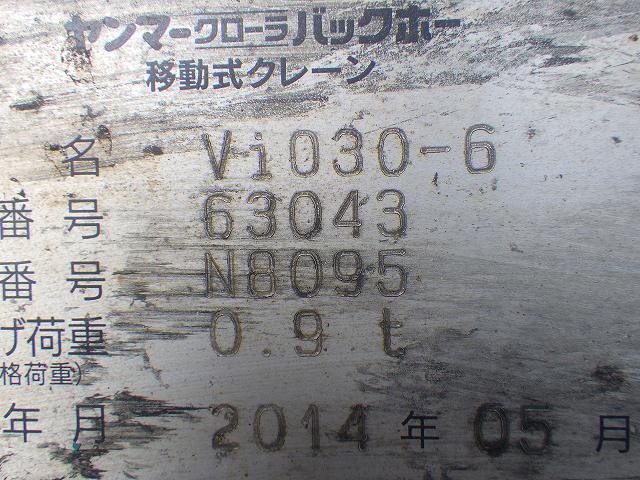 ヤンマークローラバックホー
移動式クレーン
名 ViO30-6
番号 63043
番号 N8095
げ荷重 0.9 t
格荷重)
年月 2014年05月